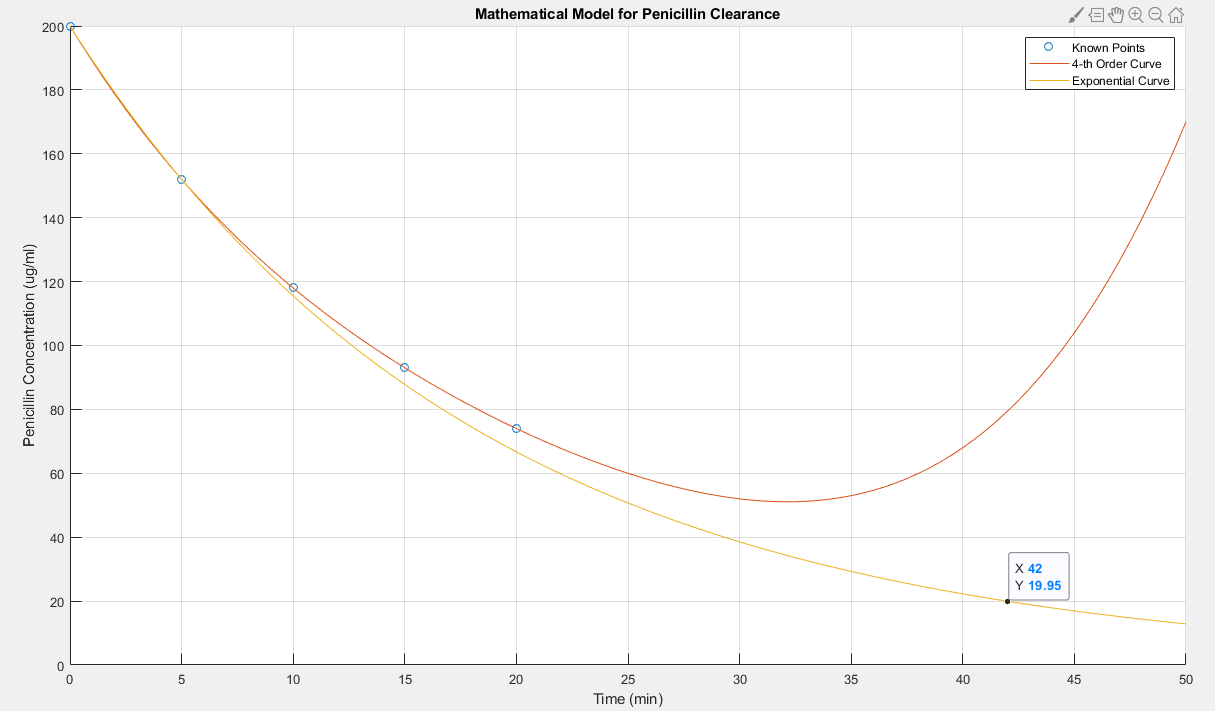 Mathematical Model for Penicillin Clearance
Known Points
4-th Order Curve
Exponential Curve
Penicillin Concentration (ug/ml)
200
180
160
140
120
100
80
60
40
20
0
X 42
Y 19.95
0 5 10 15 20 25 30 35 40 45 50
Time (min)